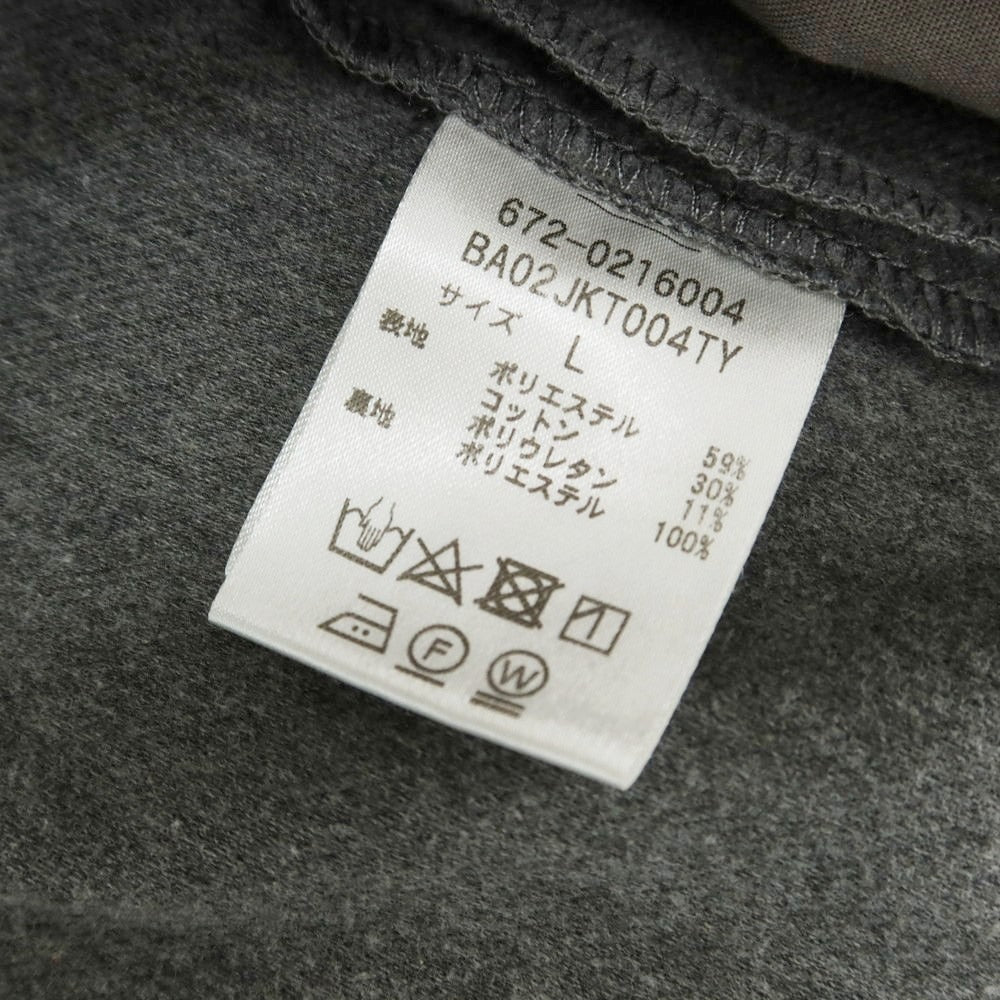 672-0216004
BA02JKT004TY
サイズ L
表地 ポリエステル 59%
コットン 30%
ポリウレタン 11%
裏地 ポリエステル 100%
F W